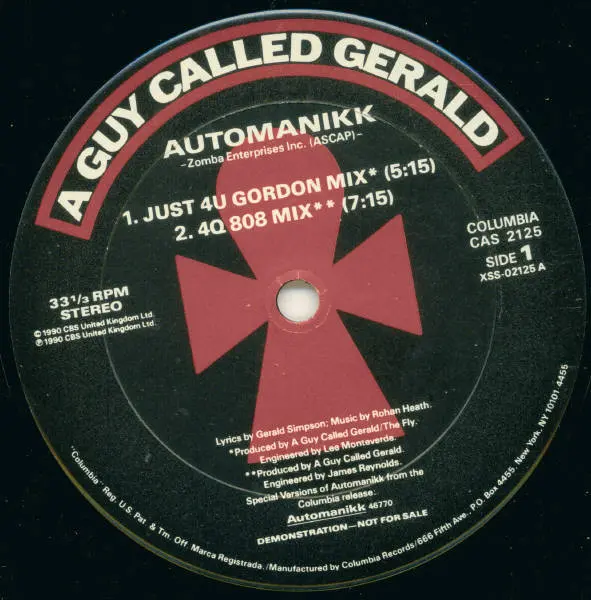 A GUY CALLED GERALD
AUTOMANIKK
-Zomba Enterprises Inc. (ASCAP)-
1. JUST 4U GORDON MIX* (5:15)
2. 4Q 808 MIX** (7:15)
COLUMBIA
CAS 2125
SIDE 1
XSS-02125 A
33 1/3 RPM
STEREO
© 1990 CBS United Kingdom Ltd.
℗ 1990 CBS United Kingdom Ltd.
Lyrics by Gerald Simpson; Music by Rohan Heath.
*Produced by A Guy Called Gerald/The Fly.
Engineered by Lee Monteverde.
**Produced by A Guy Called Gerald.
Engineered by James Reynolds.
Special Versions of Automanikk from the
Columbia release:
Automanikk 46770
DEMONSTRATION—NOT FOR SALE
"Columbia" Reg. U.S. Pat. & Tm. Off. Marca Registrada./Manufactured by Columbia Records/666 Fifth Ave., P.O. Box 4455, New York, NY 10101-4455